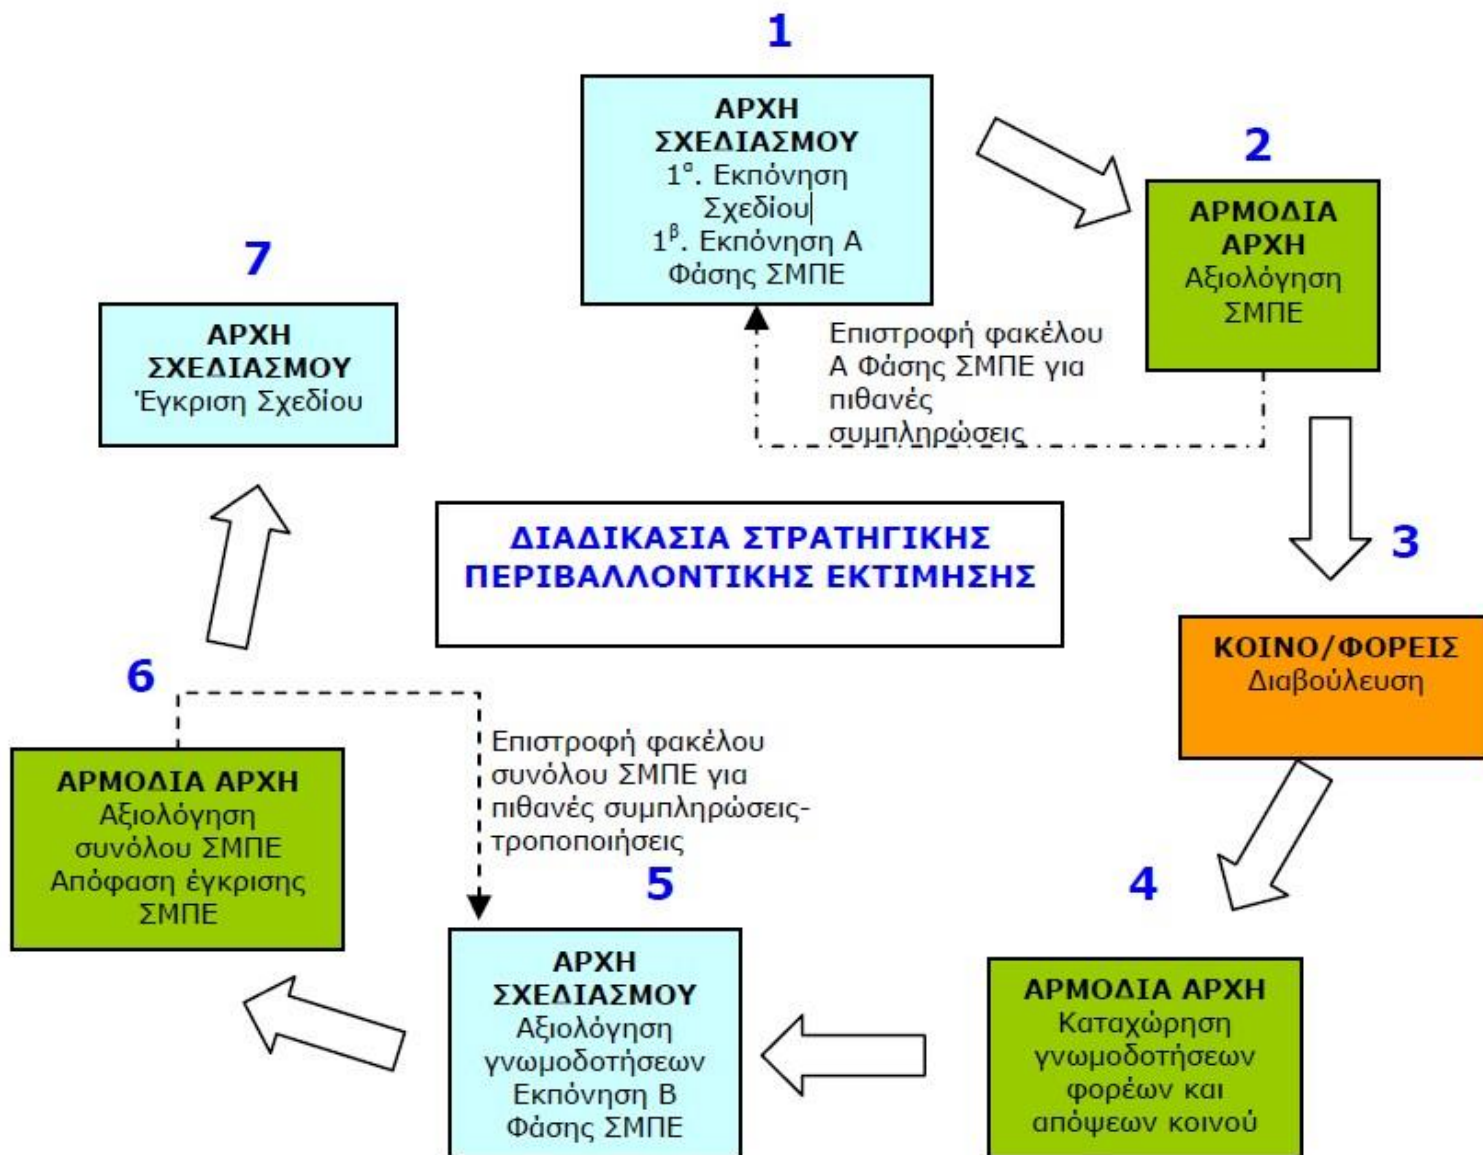 1
ΑΡΧΗ
ΣΧΕΔΙΑΣΜΟΥ
1α. Εκπόνηση
Σχεδίου
1β. Εκπόνηση Α
Φάσης ΣΜΠΕ
2
ΑΡΜΟΔΙΑ
ΑΡΧΗ
Αξιολόγηση
ΣΜΠΕ
Επιστροφή φακέλου
Α Φάσης ΣΜΠΕ για
πιθανές
συμπληρώσεις
3
ΚΟΙΝΟ/ΦΟΡΕΙΣ
Διαβούλευση
4
ΑΡΜΟΔΙΑ ΑΡΧΗ
Καταχώρηση
γνωμοδοτήσεων
φορέων και
απόψεων κοινού
5
ΑΡΧΗ
ΣΧΕΔΙΑΣΜΟΥ
Αξιολόγηση
γνωμοδοτήσεων
Εκπόνηση Β
Φάσης ΣΜΠΕ
6
ΑΡΜΟΔΙΑ ΑΡΧΗ
Αξιολόγηση
συνόλου ΣΜΠΕ
Απόφαση έγκρισης
ΣΜΠΕ
Επιστροφή φακέλου
συνόλου ΣΜΠΕ για
πιθανές συμπληρώσεις-
τροποποιήσεις
7
ΑΡΧΗ
ΣΧΕΔΙΑΣΜΟΥ
Έγκριση Σχεδίου
ΔΙΑΔΙΚΑΣΙΑ ΣΤΡΑΤΗΓΙΚΗΣ
ΠΕΡΙΒΑΛΛΟΝΤΙΚΗΣ ΕΚΤΙΜΗΣΗΣ